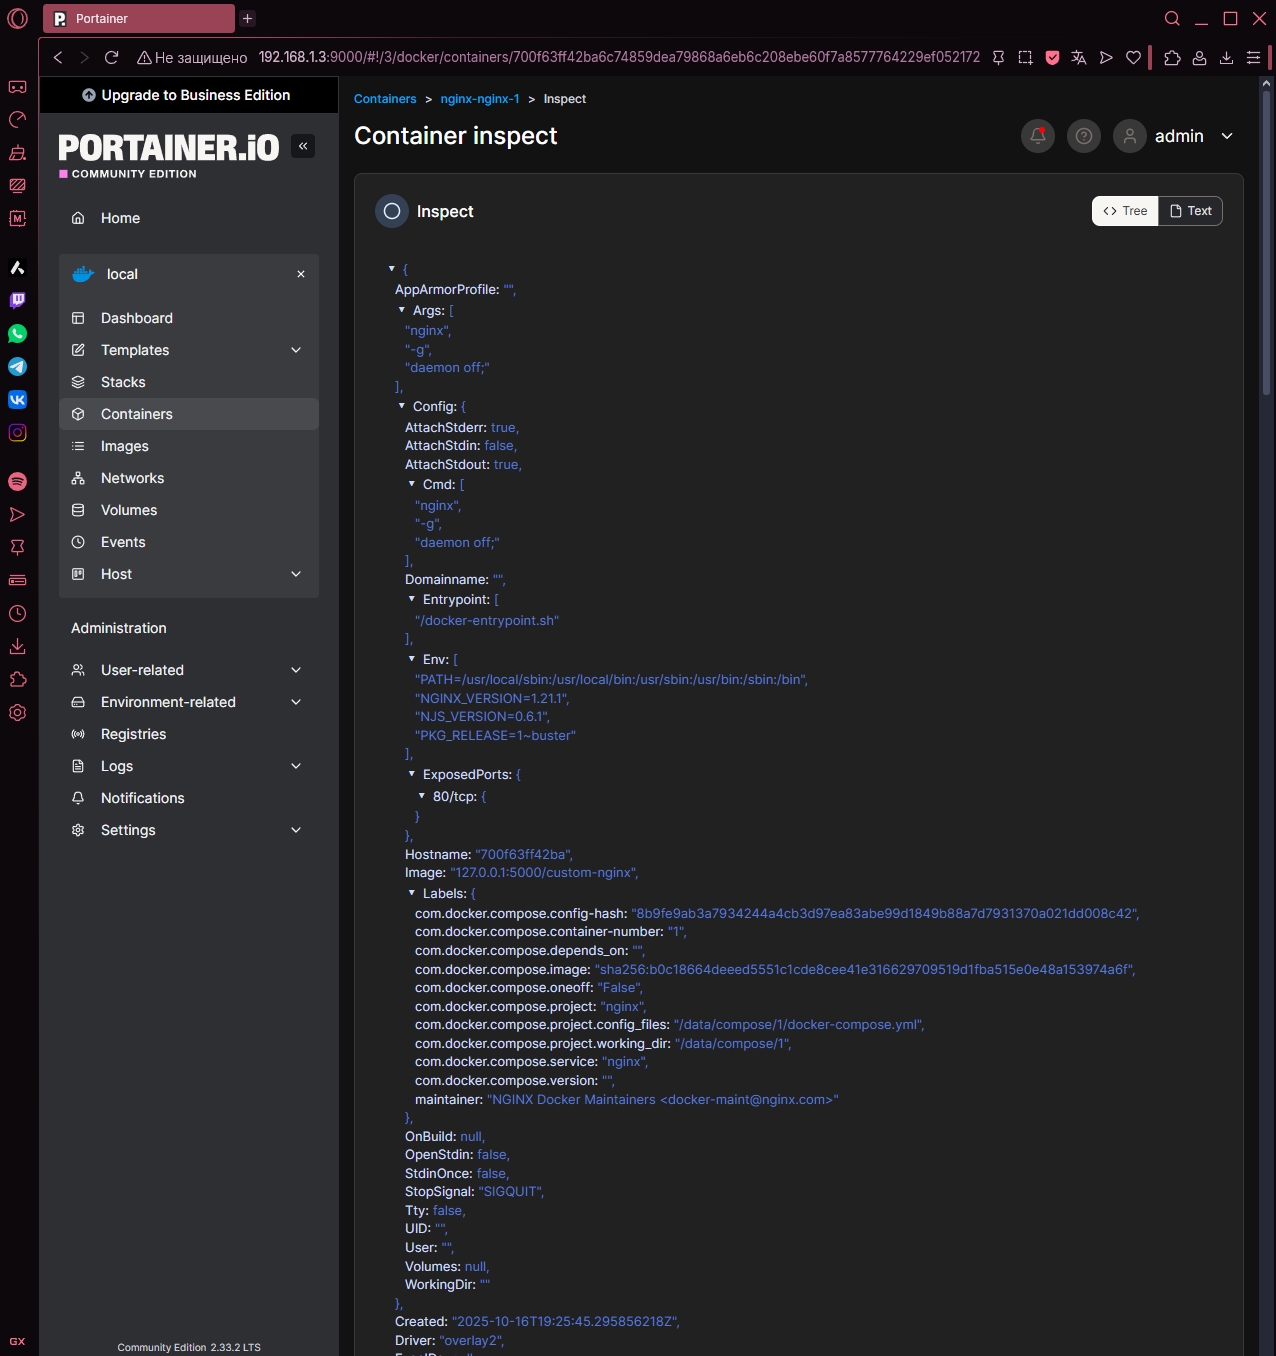 Portainer
Не защищено 192.168.1.3:9000/#!/3/docker/containers/700f63ff42ba6c74859dea79868a6eb6c208ebe60f7a8577764229ef052172
Upgrade to Business Edition
PORTAINER.iO
COMMUNITY EDITION
Home
local
Dashboard
Templates
Stacks
Containers
Images
Networks
Volumes
Events
Host
Administration
User-related
Environment-related
Registries
Logs
Notifications
Settings
GX
Community Edition 2.33.2 LTS
Containers > nginx-nginx-1 > Inspect
Container inspect
admin
Inspect
Tree
Text
{
AppArmorProfile: "",
Args: [
"nginx",
"-g",
"daemon off;"
],
Config: {
AttachStderr: true,
AttachStdin: false,
AttachStdout: true,
Cmd: [
"nginx",
"-g",
"daemon off;"
],
Domainname: "",
Entrypoint: [
"/docker-entrypoint.sh"
],
Env: [
"PATH=/usr/local/sbin:/usr/local/bin:/usr/sbin:/usr/bin:/sbin:/bin",
"NGINX_VERSION=1.21.1",
"NJS_VERSION=0.6.1",
"PKG_RELEASE=1~buster"
],
ExposedPorts: {
80/tcp: {
}
},
Hostname: "700f63ff42ba",
Image: "127.0.0.1:5000/custom-nginx",
Labels: {
com.docker.compose.config-hash: "8b9fe9ab3a7934244a4cb3d97ea83abe99d1849b88a7d7931370a021dd008c42",
com.docker.compose.container-number: "1",
com.docker.compose.depends_on: "",
com.docker.compose.image: "sha256:b0c18664deeed5551c1cde8cee41e316629709519d1fba515e0e48a153974a6f",
com.docker.compose.oneoff: "False",
com.docker.compose.project: "nginx",
com.docker.compose.project.config_files: "/data/compose/1/docker-compose.yml",
com.docker.compose.project.working_dir: "/data/compose/1",
com.docker.compose.service: "nginx",
com.docker.compose.version: "",
maintainer: "NGINX Docker Maintainers <docker-maint@nginx.com>"
},
OnBuild: null,
OpenStdin: false,
StdinOnce: false,
StopSignal: "SIGQUIT",
Tty: false,
UID: "",
User: "",
Volumes: null,
WorkingDir: ""
},
Created: "2025-10-16T19:25:45.295856218Z",
Driver: "overlay2",